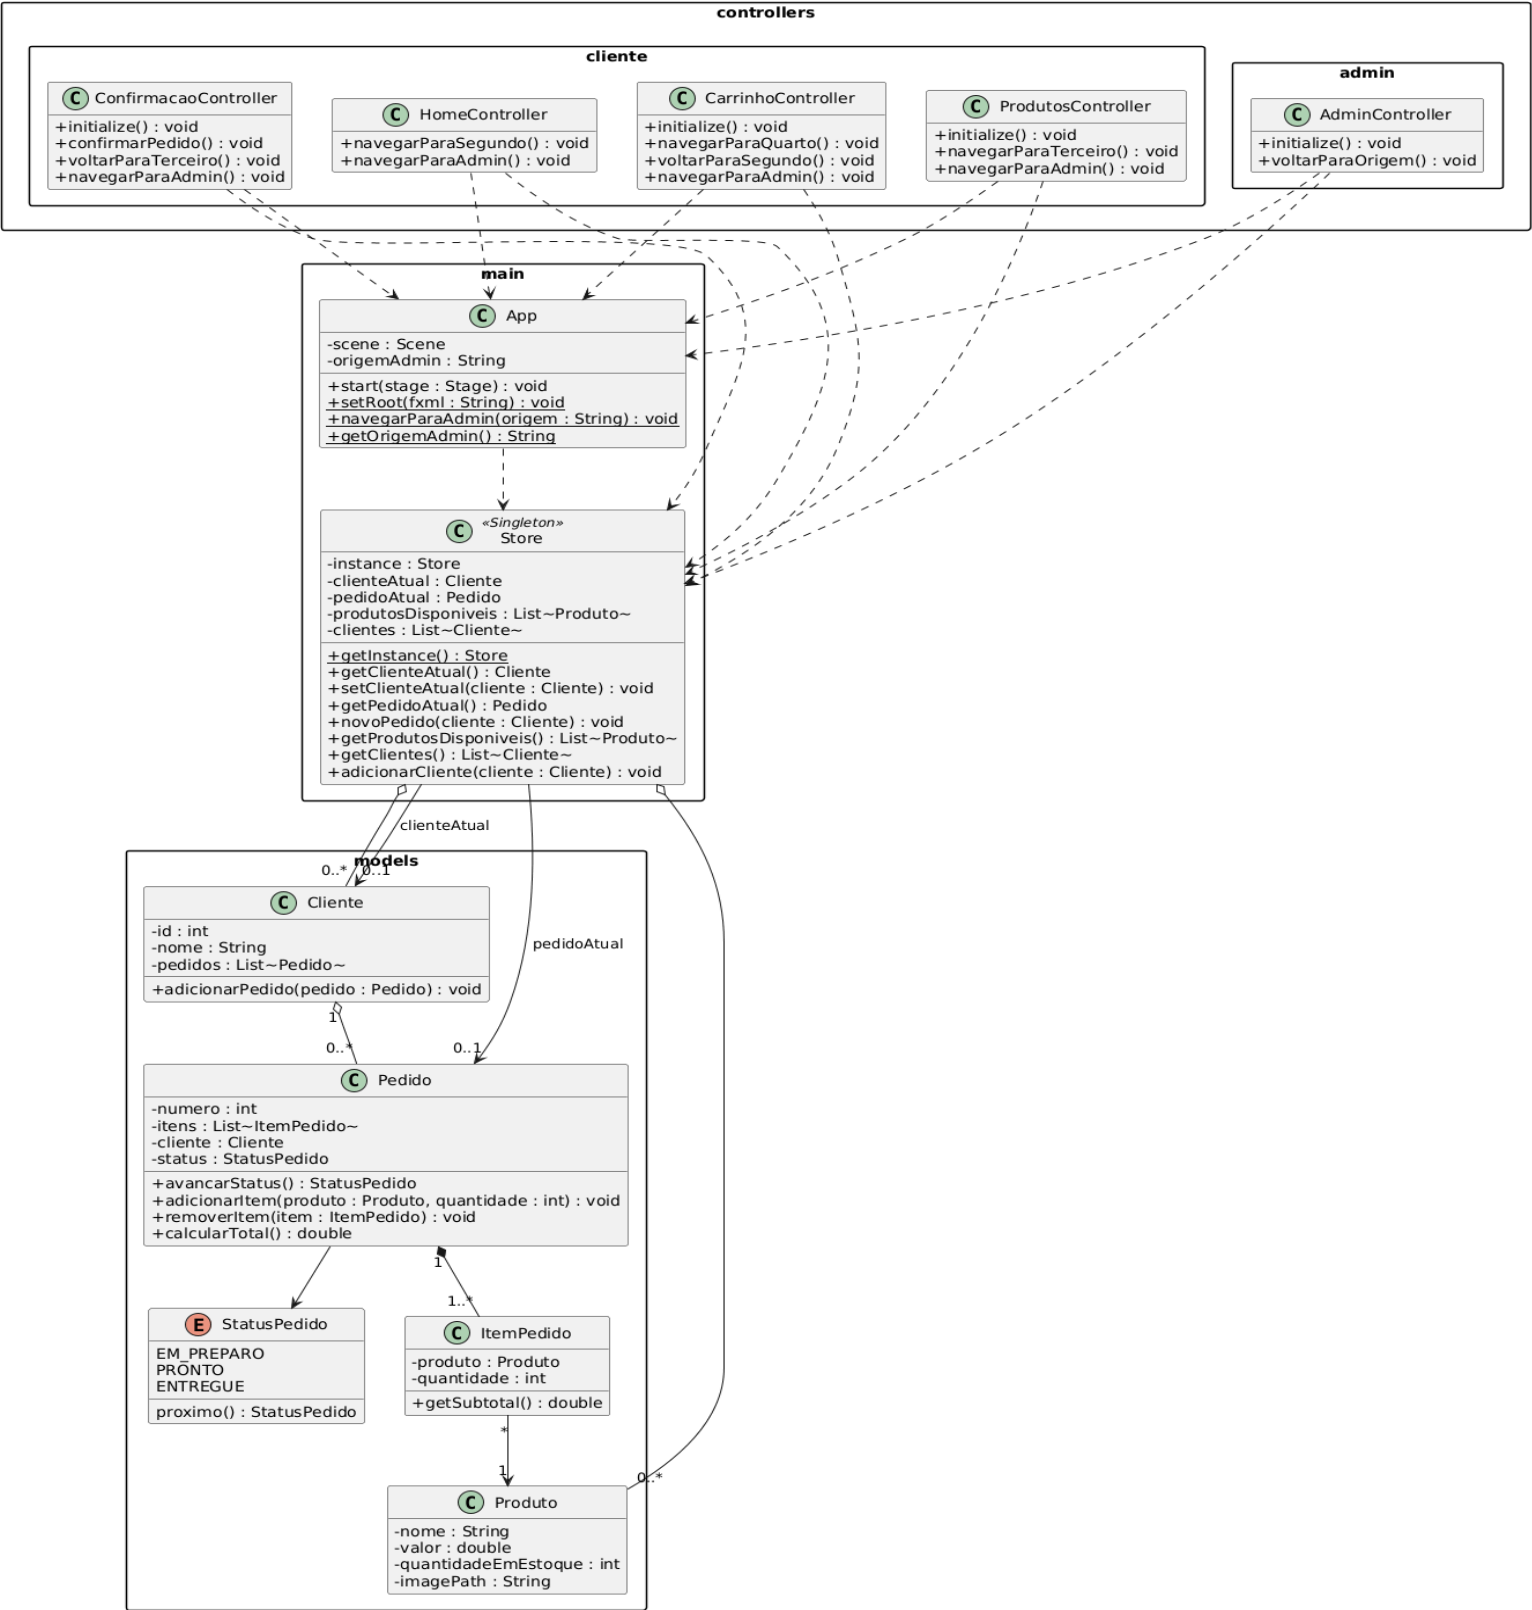 controllers
cliente
admin
ConfirmacaoController
+initialize() : void
+confirmarPedido() : void
+voltarParaTerceiro() : void
+navegarParaAdmin() : void
HomeController
+navegarParaSegundo() : void
+navegarParaAdmin() : void
CarrinhoController
+initialize() : void
+navegarParaQuarto() : void
+voltarParaSegundo() : void
+navegarParaAdmin() : void
ProdutosController
+initialize() : void
+navegarParaTerceiro() : void
+navegarParaAdmin() : void
AdminController
+initialize() : void
+voltarParaOrigem() : void
main
App
-scene : Scene
-origemAdmin : String
+start(stage : Stage) : void
+setRoot(fxml : String) : void
+navegarParaAdmin(origem : String) : void
+getOrigemAdmin() : String
«Singleton»
Store
-instance : Store
-clienteAtual : Cliente
-pedidoAtual : Pedido
-produtosDisponiveis : List~Produto~
-clientes : List~Cliente~
+getInstance() : Store
+getClienteAtual() : Cliente
+setClienteAtual(cliente : Cliente) : void
+getPedidoAtual() : Pedido
+novoPedido(cliente : Cliente) : void
+getProdutosDisponiveis() : List~Produto~
+getClientes() : List~Cliente~
+adicionarCliente(cliente : Cliente) : void
clienteAtual
models
0..*
0..1
Cliente
-id : int
-nome : String
-pedidos : List~Pedido~
+adicionarPedido(pedido : Pedido) : void
pedidoAtual
1
0..*
0..1
Pedido
-numero : int
-itens : List~ItemPedido~
-cliente : Cliente
-status : StatusPedido
+avancarStatus() : StatusPedido
+adicionarItem(produto : Produto, quantidade : int) : void
+removerItem(item : ItemPedido) : void
+calcularTotal() : double
1
1..*
StatusPedido
EM_PREPARO
PRONTO
ENTREGUE
proximo() : StatusPedido
ItemPedido
-produto : Produto
-quantidade : int
+getSubtotal() : double
*
1
0..*
Produto
-nome : String
-valor : double
-quantidadeEmEstoque : int
-imagePath : String